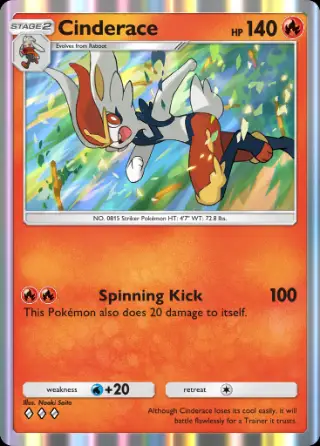 STAGE 2 Cinderace HP 140
Evolves from Raboot
NO. 0815 Striker Pokémon HT: 4'7" WT: 72.8 lbs.
Spinning Kick 100
This Pokémon also does 20 damage to itself.
weakness +20 retreat
Illus. Naoki Saito
Although Cinderace loses its cool easily, it will
battle flawlessly for a Trainer it trusts.